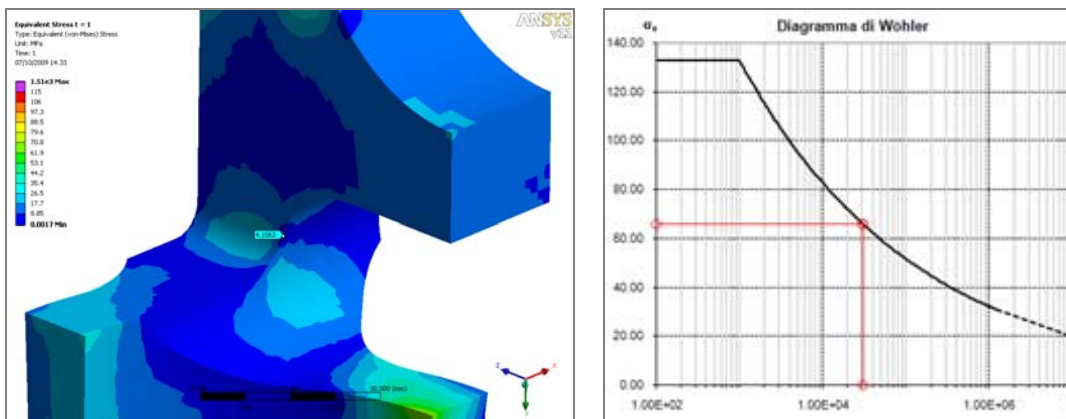 Equivalent Stress t = 1
Type: Equivalent (von-Mises) Stress
Unit: MPa
Time: 1
07/10/2009 14.33
1.51e3 Max
115
106
97.3
88.5
79.6
70.8
61.9
53.1
44.2
35.4
26.5
17.7
8.85
0.0017 Min
ANSYS
v11
(mm)
Z
X
Y
Diagramma di Wöhler
140.00
120.00
100.00
80.00
60.00
40.00
20.00
0.00
1.00E+02
1.00E+04
1.00E+06